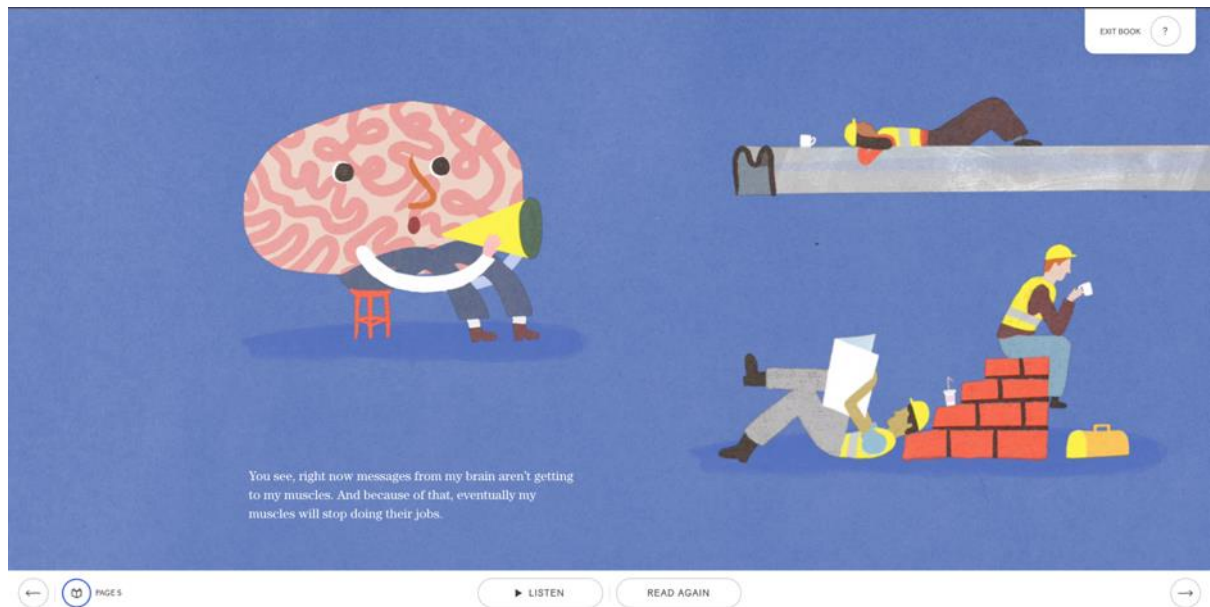 EXIT BOOK ?
You see, right now messages from my brain aren't getting
to my muscles. And because of that, eventually my
muscles will stop doing their jobs.
PAGE 5
LISTEN
READ AGAIN